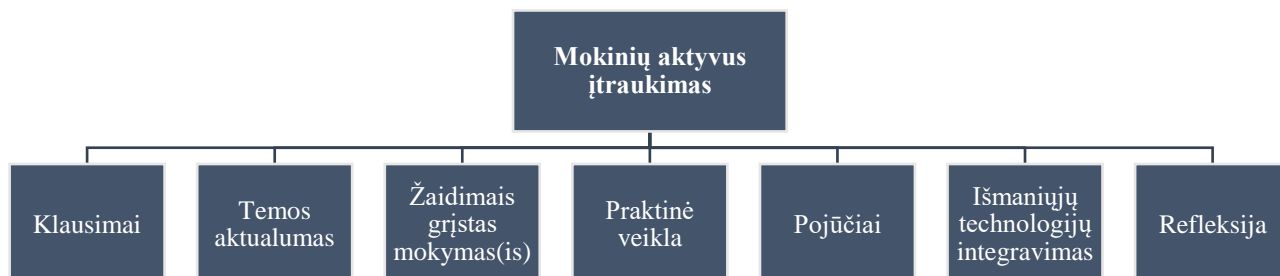 Mokinių aktyvus
įtraukimas
Klausimai
Temos
aktualumas
Žaidimais
grįstas
mokymas(is)
Praktinė
veikla
Pojūčiai
Išmaniųjų
technologijų
integravimas
Refleksija